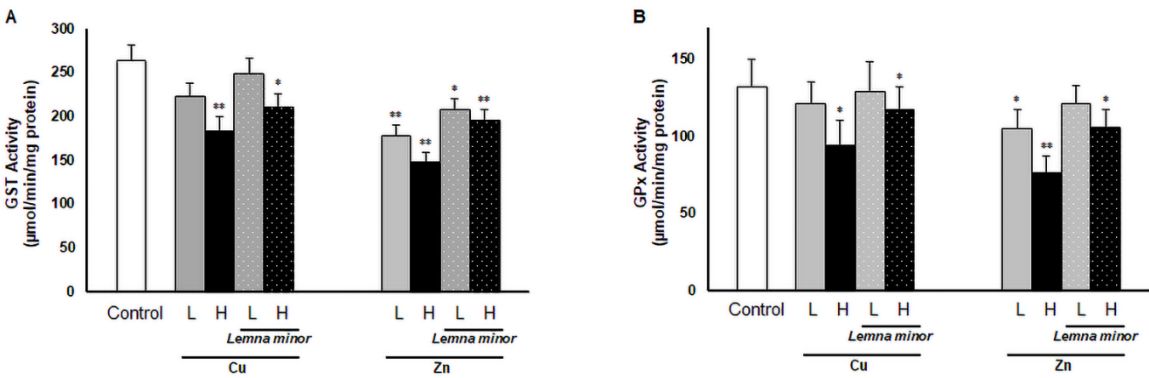 A
GST Activity
(µmol/min/mg protein)
300
250
200
150
100
50
0
** * ** ** * **
Control L H L H L H L H
Lemna minor Lemna minor
Cu Zn
B
GPx Activity
(µmol/min/mg protein)
150
100
50
0
* * * ** *
Control L H L H L H L H
Lemna minor Lemna minor
Cu Zn